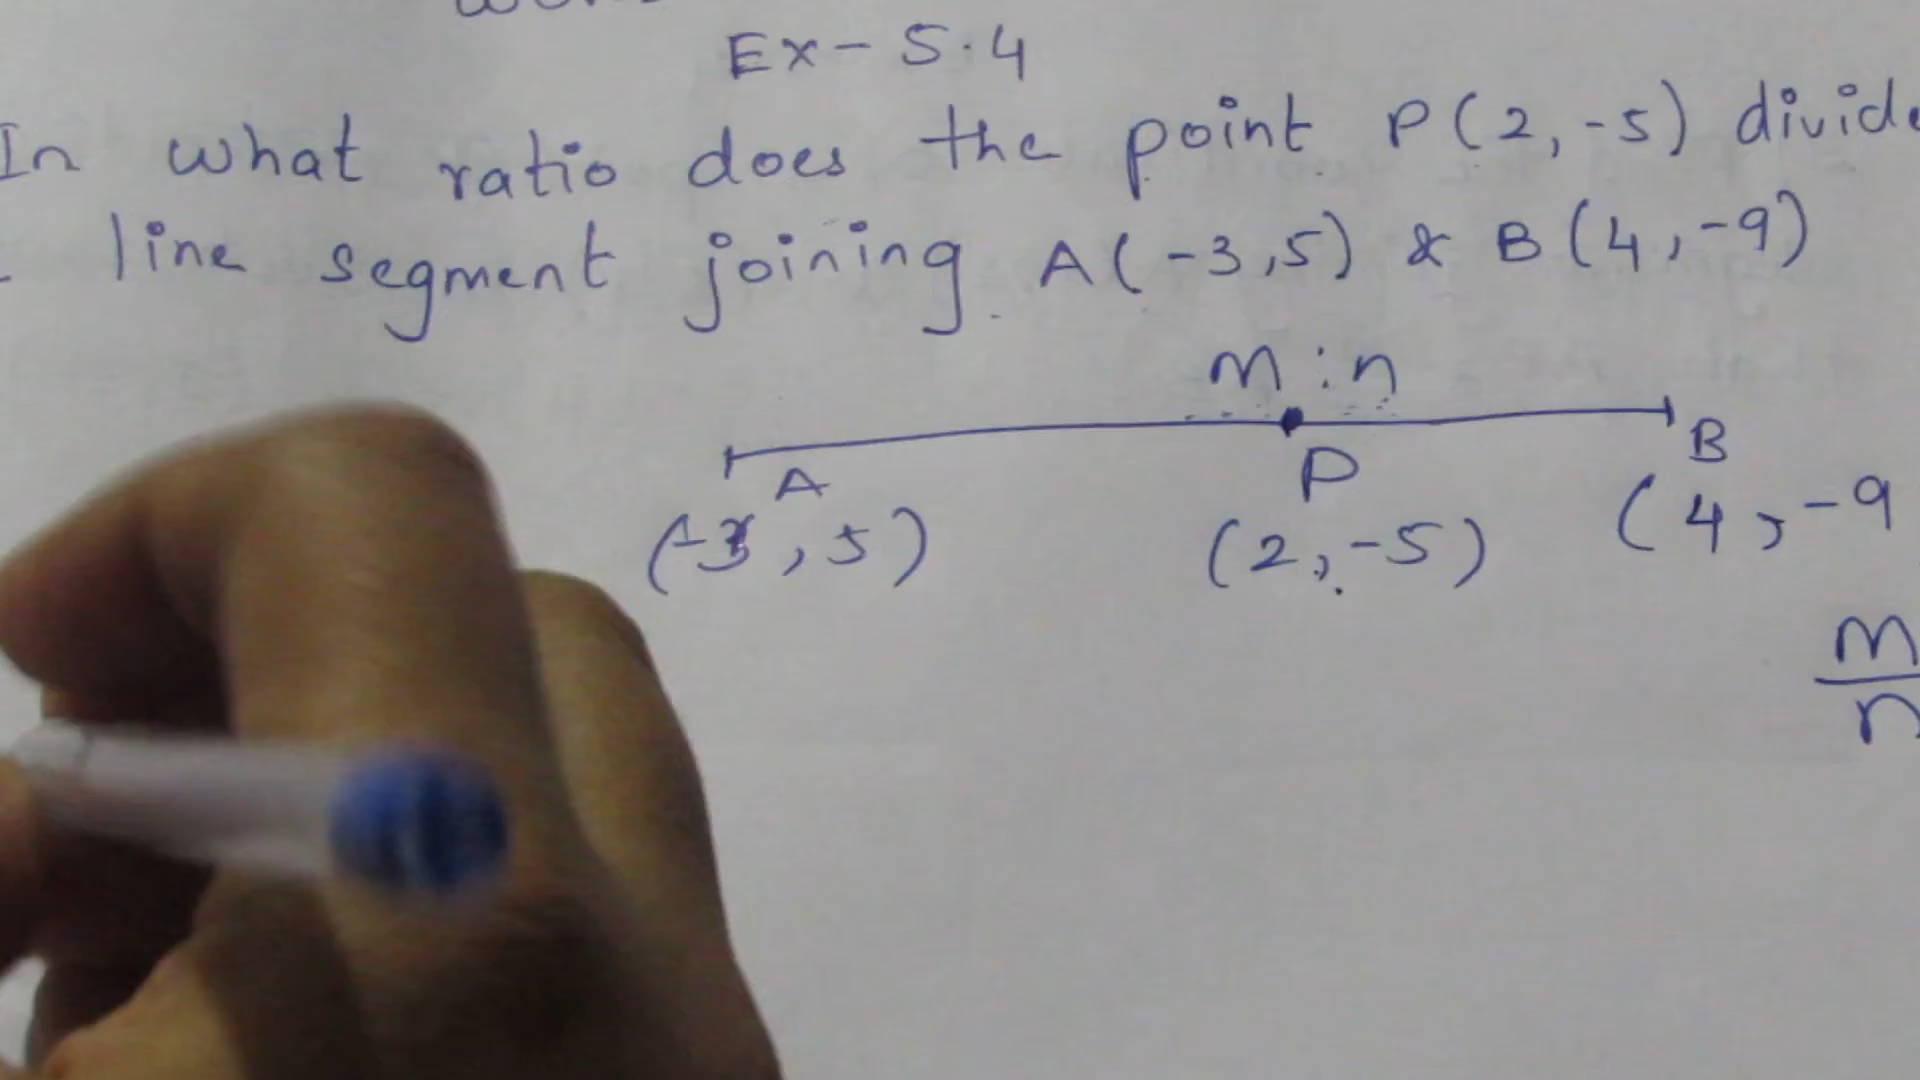 Ex - 5.4
In what ratio does the point P(2,-5) divide
line segment joining A(-3,5) & B(4,-9)
m : n
A P B
(-3,5) (2,-5) (4,-9
m
n